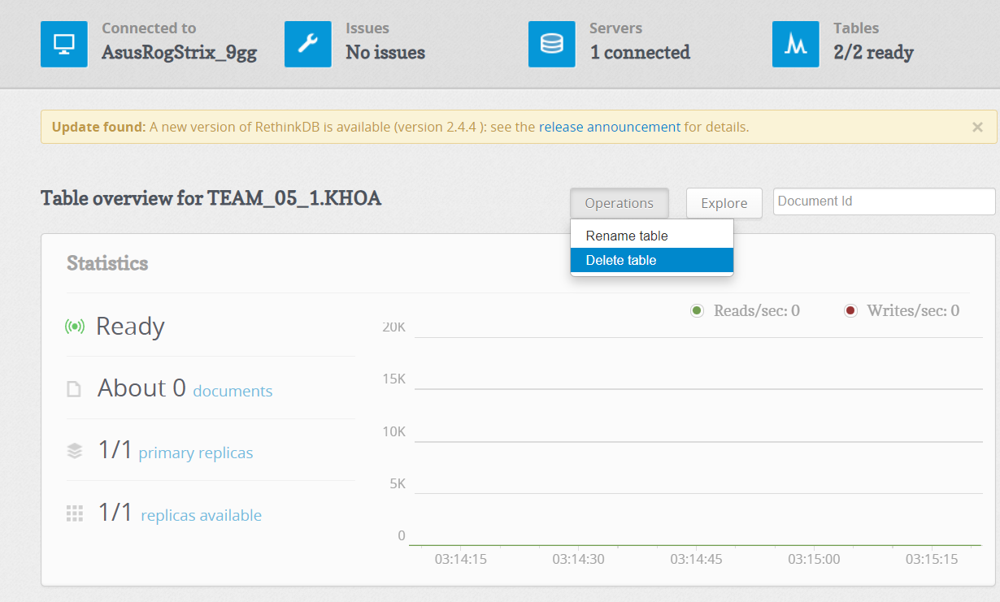 Connected to
AsusRogStrix_9gg
Issues
No issues
Servers
1 connected
Tables
2/2 ready
Update found: A new version of RethinkDB is available (version 2.4.4 ): see the release announcement for details.
×
Table overview for TEAM_05_1.KHOA
Operations
Explore
Document Id
Rename table
Delete table
Statistics
Reads/sec: 0
Writes/sec: 0
Ready
About 0 documents
1/1 primary replicas
1/1 replicas available
20K
15K
10K
5K
0
03:14:15 03:14:30 03:14:45 03:15:00 03:15:15